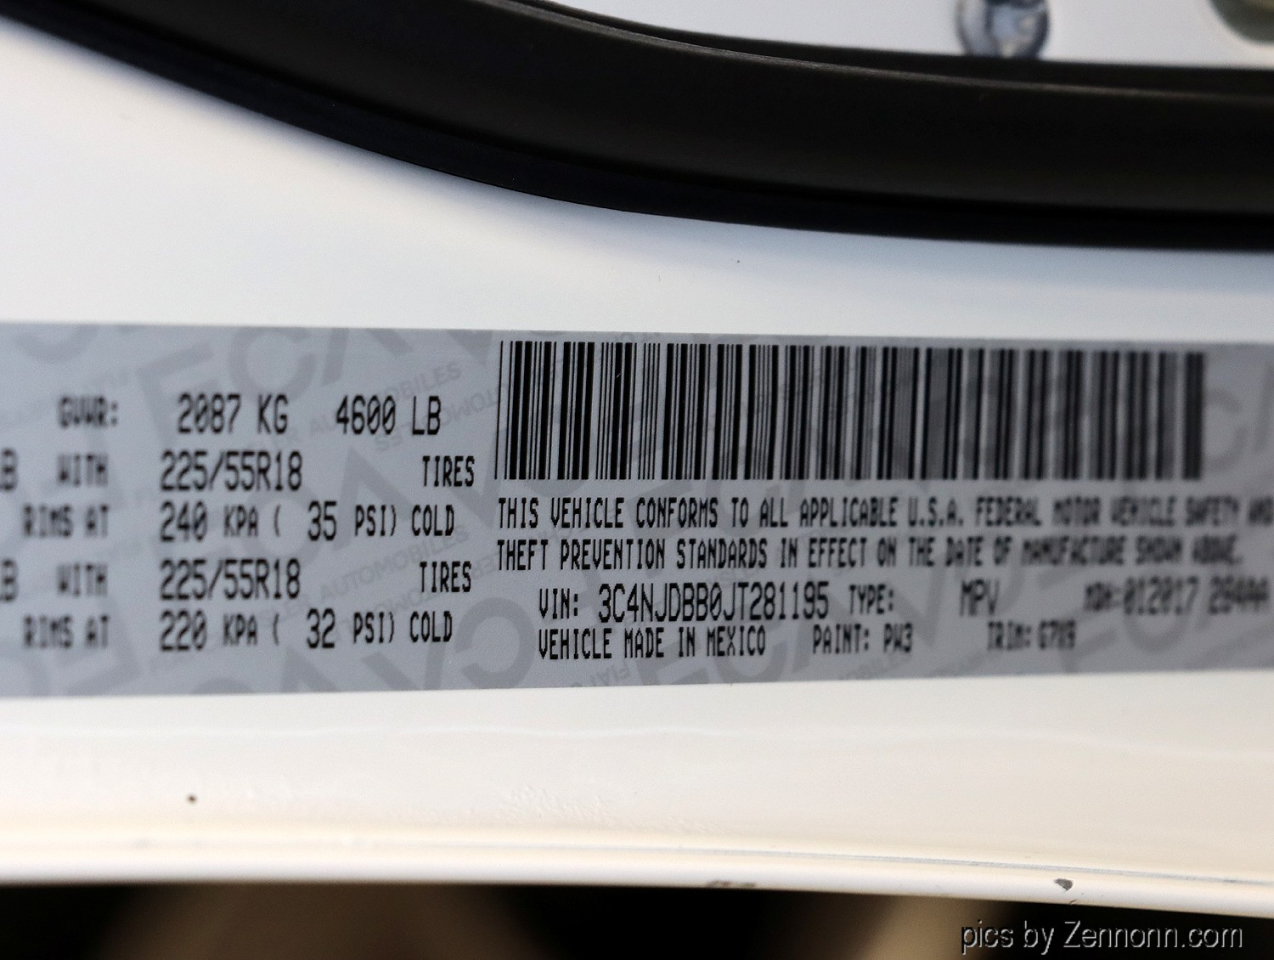 GVWR: 2087 KG 4600 LB
B WITH 225/55R18 TIRES
RIMS AT 240 KPA ( 35 PSI) COLD
B WITH 225/55R18 TIRES
RIMS AT 220 KPA ( 32 PSI) COLD
THIS VEHICLE CONFORMS TO ALL APPLICABLE U.S.A. FEDERAL MOTOR VEHICLE SAFETY AND
THEFT PREVENTION STANDARDS IN EFFECT ON THE DATE OF MANUFACTURE SHOWN ABOVE.
VIN: 3C4NJDBB0JT281195 TYPE: MPV MDH: 012017
VEHICLE MADE IN MEXICO PAINT: PW3 TRIM:
pics by Zennonn.com